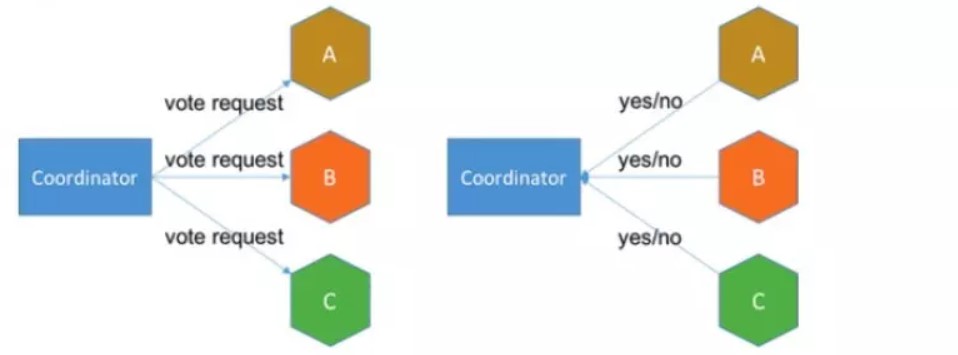 A
vote request
Coordinator
vote request
B
vote request
C
A
yes/no
Coordinator
yes/no
B
yes/no
C